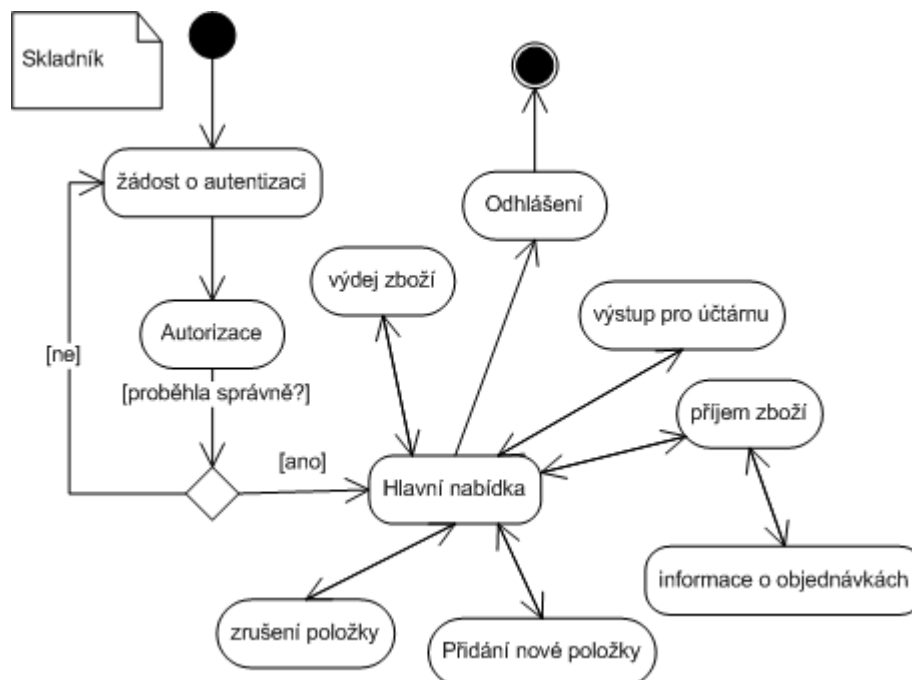 Skladník
žádost o autentizaci
Odhlášení
výdej zboží
výstup pro účtárnu
Autorizace
[ne]
[proběhla správně?]
příjem zboží
[ano]
Hlavní nabídka
informace o objednávkách
zrušení položky
Přidání nové položky